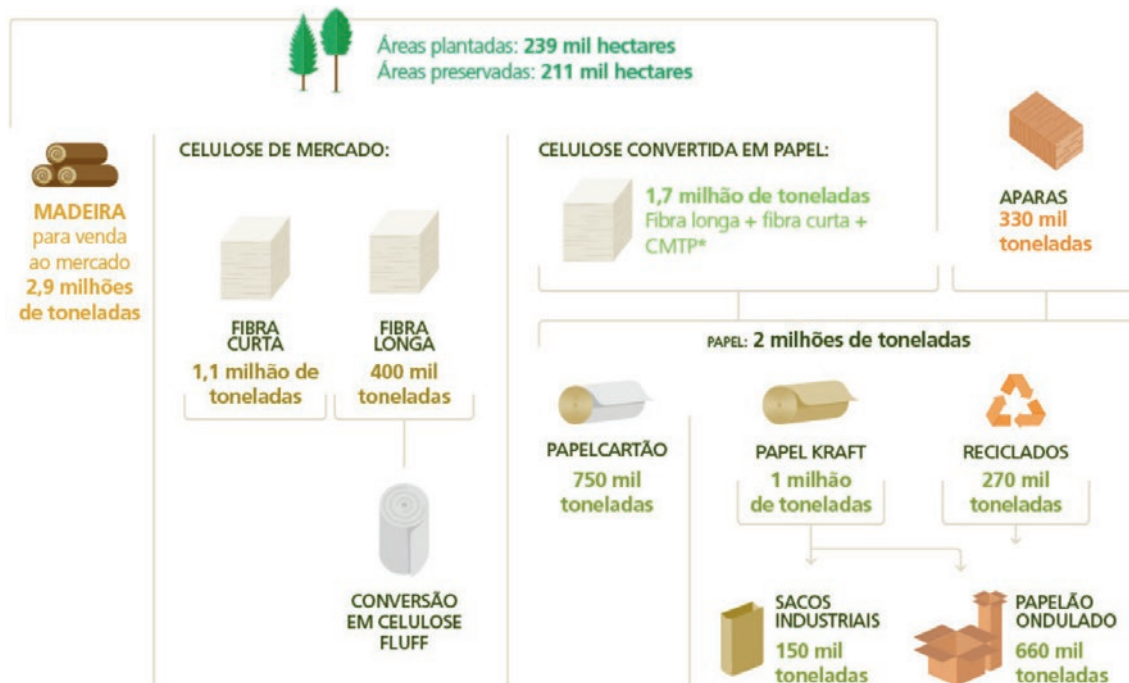 Áreas plantadas: 239 mil hectares
Áreas preservadas: 211 mil hectares
MADEIRA
para venda
ao mercado
2,9 milhões
de toneladas
CELULOSE DE MERCADO:
FIBRA
CURTA
1,1 milhão de
toneladas
FIBRA
LONGA
400 mil
toneladas
CONVERSÃO
EM CELULOSE
FLUFF
CELULOSE CONVERTIDA EM PAPEL:
1,7 milhão de toneladas
Fibra longa + fibra curta +
CMTP*
APARAS
330 mil
toneladas
PAPEL: 2 milhões de toneladas
PAPELCARTÃO
750 mil
toneladas
PAPEL KRAFT
1 milhão
de toneladas
RECICLADOS
270 mil
toneladas
SACOS
INDUSTRIAIS
150 mil
toneladas
PAPELÃO
ONDULADO
660 mil
toneladas